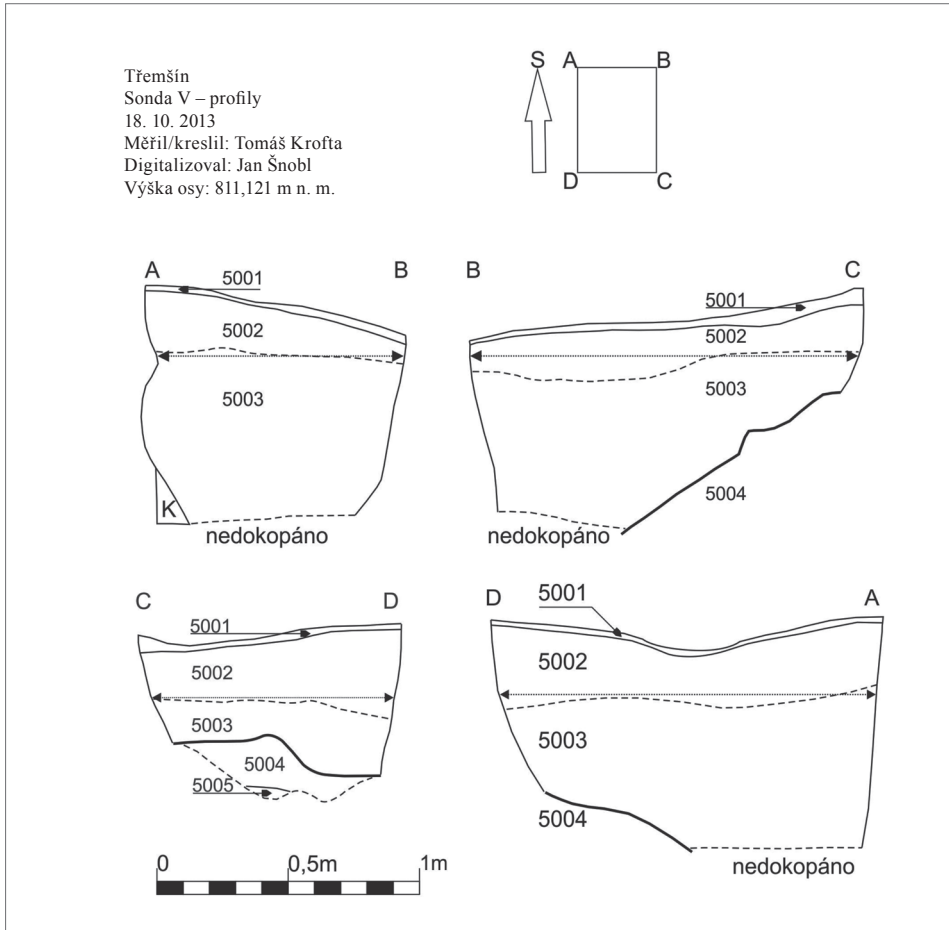 Třemšín
Sonda V – profily
18. 10. 2013
Měřil/kreslil: Tomáš Krofta
Digitalizoval: Jan Šnobl
Výška osy: 811,121 m n. m.
S A B
D C
A 5001 B
5002
5003
K
nedokopáno
B C
5001
5002
5003
5004
nedokopáno
C D
5001
5002
5003
5004
5005
D 5001 A
5002
5003
5004
nedokopáno
0 0,5m 1m